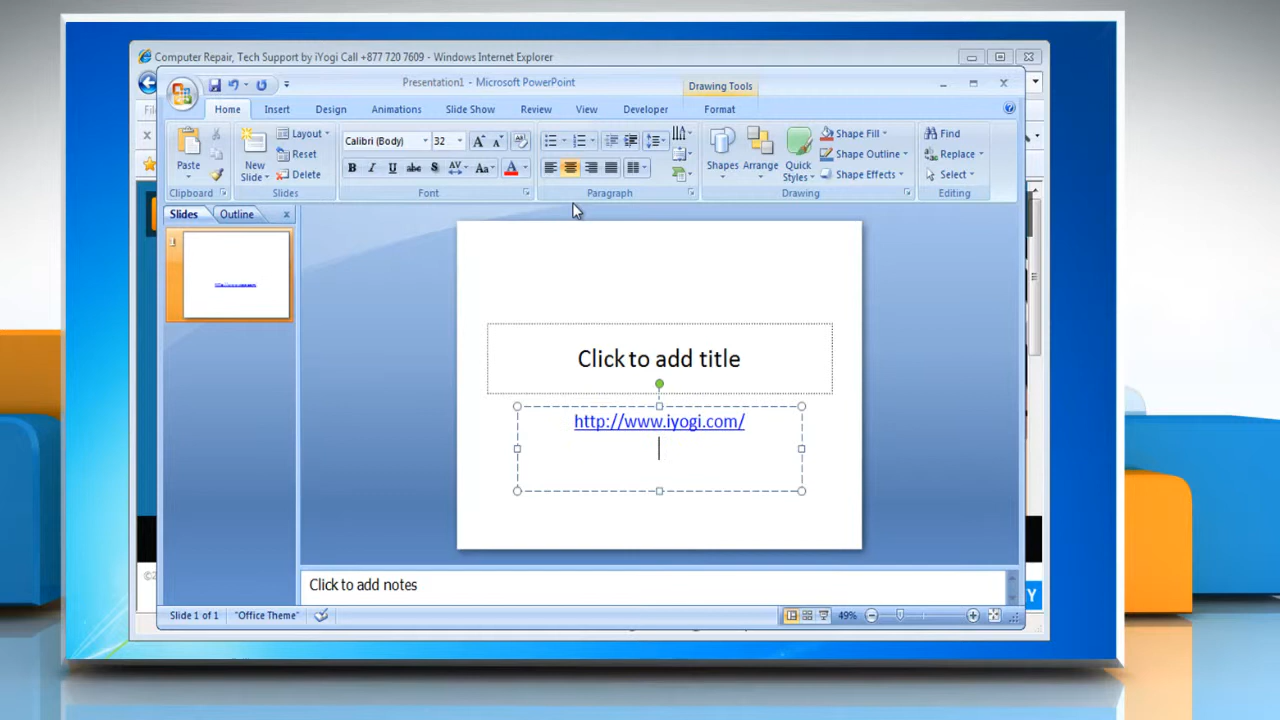 Computer Repair, Tech Support by iYogi Call +877 720 7609 - Windows Internet Explorer
Presentation1 - Microsoft PowerPoint
Drawing Tools
Home Insert Design Animations Slide Show Review View Developer Format
Paste
Clipboard
New Slide
Layout
Reset
Delete
Slides
Calibri (Body) 32
B I U abc S AV Aa A
Font
Paragraph
Shapes Arrange Quick Styles
Shape Fill
Shape Outline
Shape Effects
Drawing
Find
Replace
Select
Editing
Slides Outline
1
Click to add title
http://www.iyogi.com/
Click to add notes
Slide 1 of 1 "Office Theme" 49%
Y